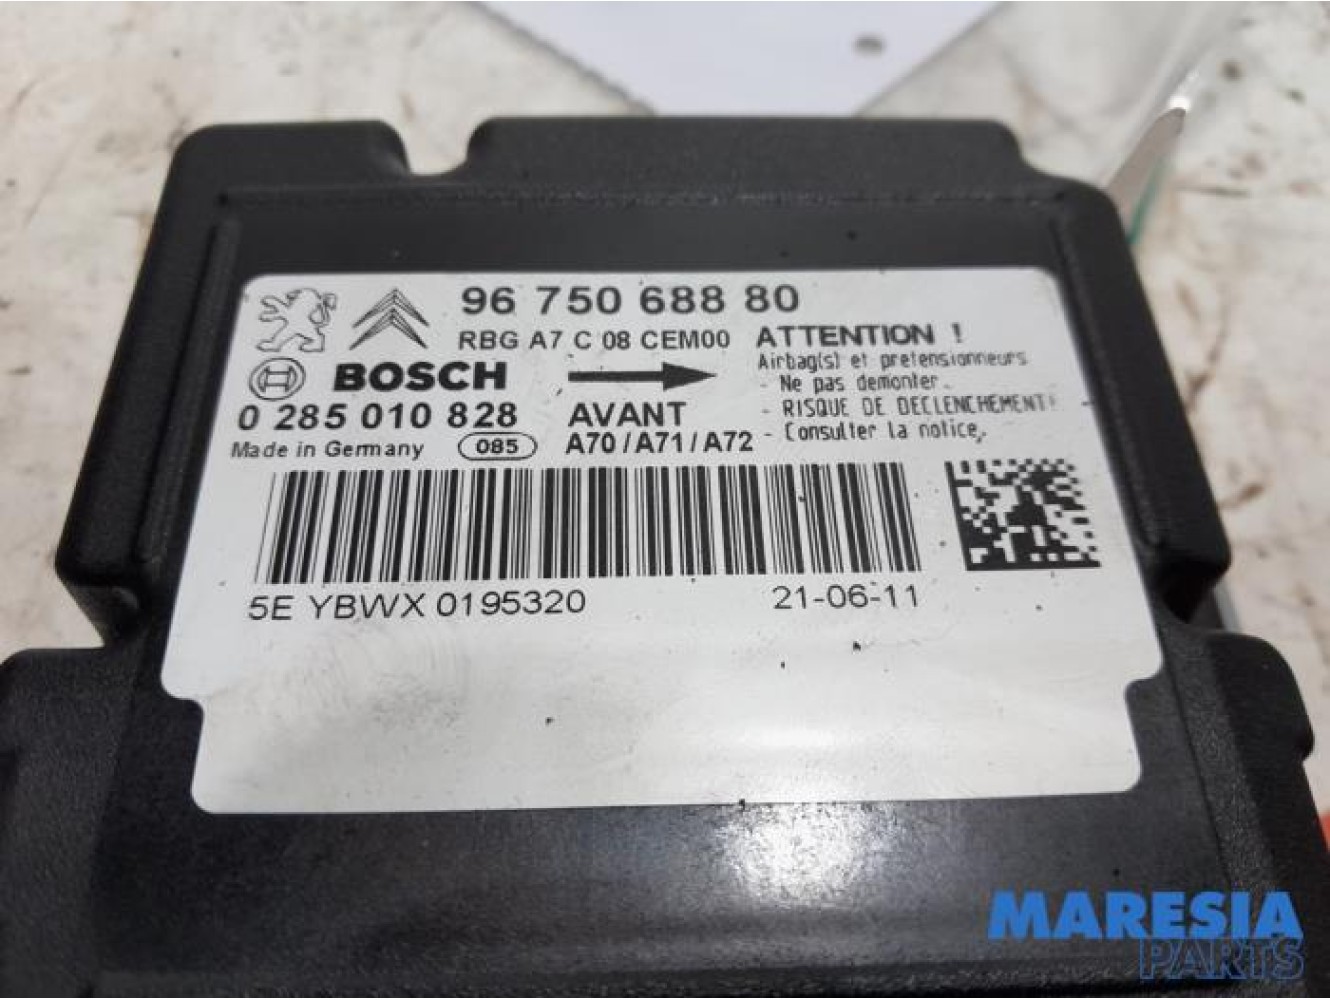 96 750 688 80
RBG A7 C 08 CEM00
ATTENTION !
Airbag(s) et pretensionneurs
- Ne pas demonter.
- RISQUE DE DECLENCHEMENT!
- Consulter la notice,
BOSCH
0 285 010 828
AVANT
Made in Germany
085
A70/A71/A72
5E YBWX 0195320
21-06-11
MARESIA
PARTS